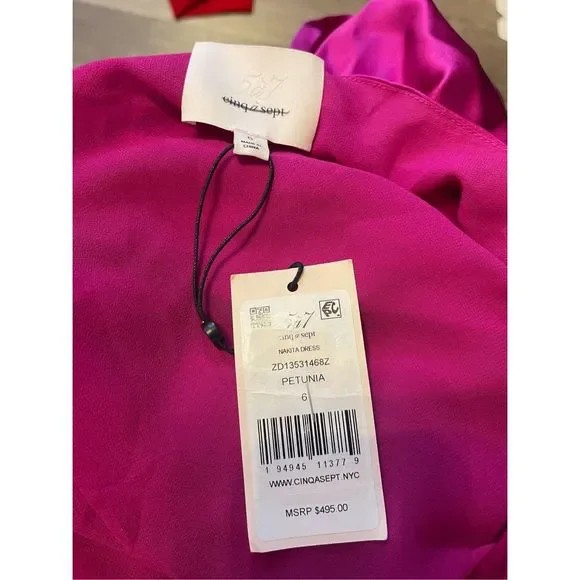 5à7
cinq à sept
6
MADE IN
CHINA
5à7
cinq à sept
NAKITA DRESS
ZD13531468Z
PETUNIA
6
1 94945 11377 9
WWW.CINQASEPT.NYC
MSRP $495.00